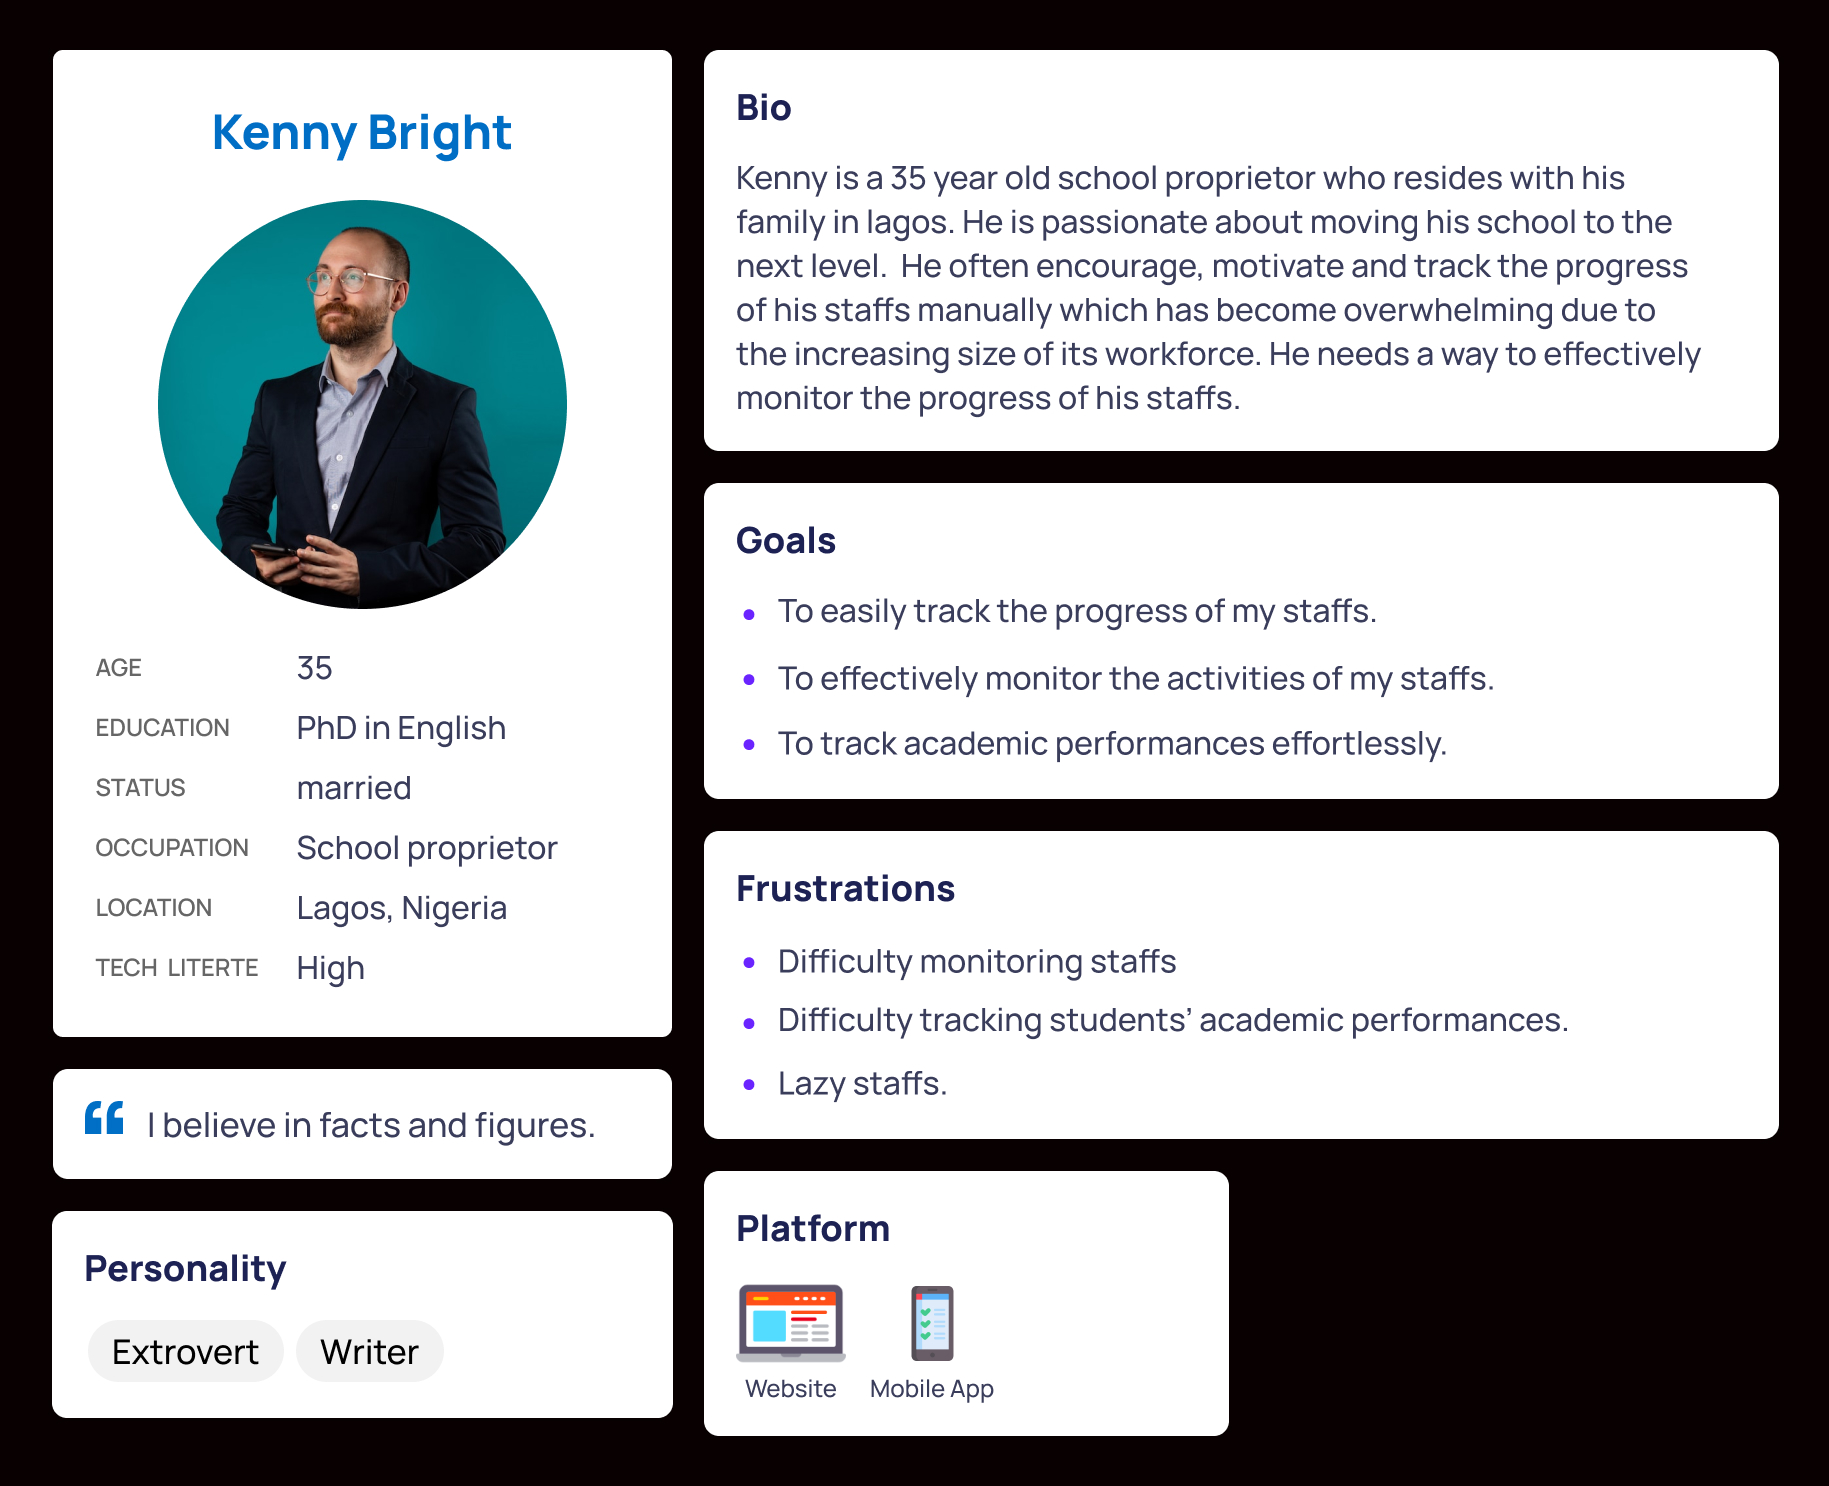 Kenny Bright
AGE 35
EDUCATION PhD in English
STATUS married
OCCUPATION School proprietor
LOCATION Lagos, Nigeria
TECH LITERTE High
“ I believe in facts and figures.
Personality
Extrovert Writer
Bio
Kenny is a 35 year old school proprietor who resides with his
family in lagos. He is passionate about moving his school to the
next level. He often encourage, motivate and track the progress
of his staffs manually which has become overwhelming due to
the increasing size of its workforce. He needs a way to effectively
monitor the progress of his staffs.
Goals
• To easily track the progress of my staffs.
• To effectively monitor the activities of my staffs.
• To track academic performances effortlessly.
Frustrations
• Difficulty monitoring staffs
• Difficulty tracking students’ academic performances.
• Lazy staffs.
Platform
Website Mobile App